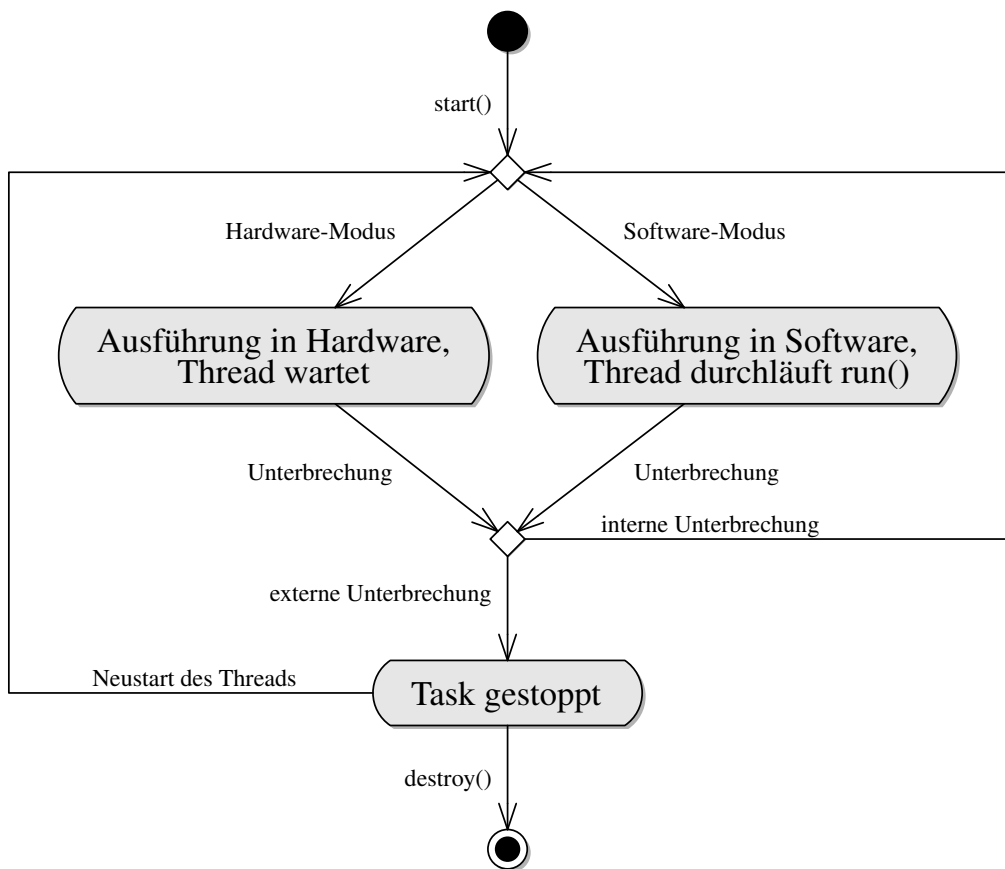 start()
Hardware-Modus
Software-Modus
Ausführung in Hardware,
Thread wartet
Ausführung in Software,
Thread durchläuft run()
Unterbrechung
Unterbrechung
interne Unterbrechung
externe Unterbrechung
Neustart des Threads
Task gestoppt
destroy()